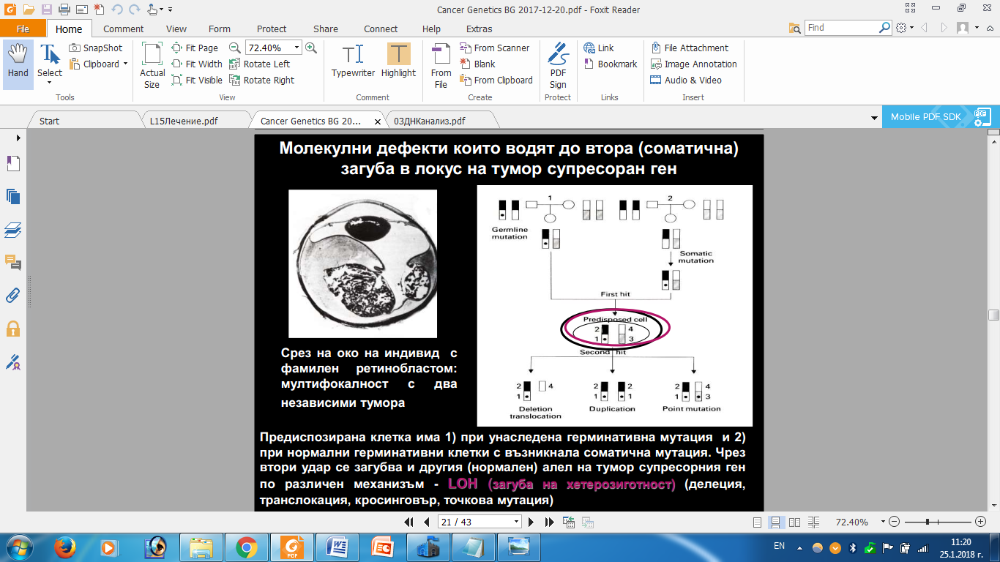 Cancer Genetics BG 2017-12-20.pdf - Foxit Reader
File Home Comment View Form Protect Share Connect Help Extras Find
Hand
Select
SnapShot
Clipboard
Tools
Actual Size
Fit Page
Fit Width
Fit Visible
72.40%
Rotate Left
Rotate Right
View
Typewriter
Highlight
Comment
From File
From Scanner
Blank
From Clipboard
Create
PDF Sign
Protect
Link
Bookmark
Links
File Attachment
Image Annotation
Audio & Video
Insert
Start
L15Лечение.pdf
Cancer Genetics BG 20...
03ДНКанализ.pdf
Mobile PDF SDK
PDF
Молекулни дефекти които водят до втора (соматична)
загуба в локус на тумор супресоран ген
1 2
Germline
mutation
Somatic
mutation
First hit
Predisposed cell
2 4
1 3
Second hit
2 4 2 2 2 4
1 1 1 1 3
Deletion
translocation
Duplication
Point mutation
Срез на око на индивид с
фамилен ретинобластом:
мултифокалност с два
независими тумора
Предиспозирана клетка има 1) при унаследена герминативна мутация и 2)
при нормални герминативни клетки с възникнала соматична мутация. Чрез
втори удар се загубва и другия (нормален) алел на тумор супресорния ген
по различен механизъм - LOH (загуба на хетерозиготност) (делеция,
транслокация, кросинговър, точкова мутация)
21 / 43
72.40%
PDF
EN
11:20
25.1.2018 г.